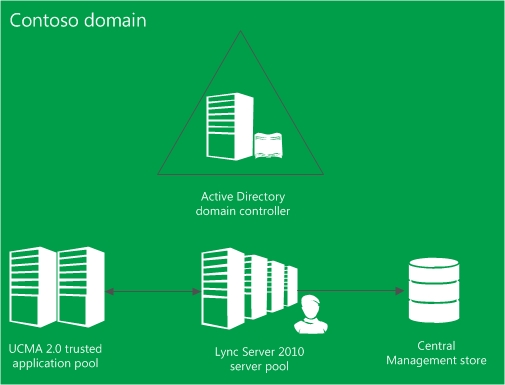 Contoso domain
Active Directory
domain controller
UCMA 2.0 trusted
application pool
Lync Server 2010
server pool
Central
Management store